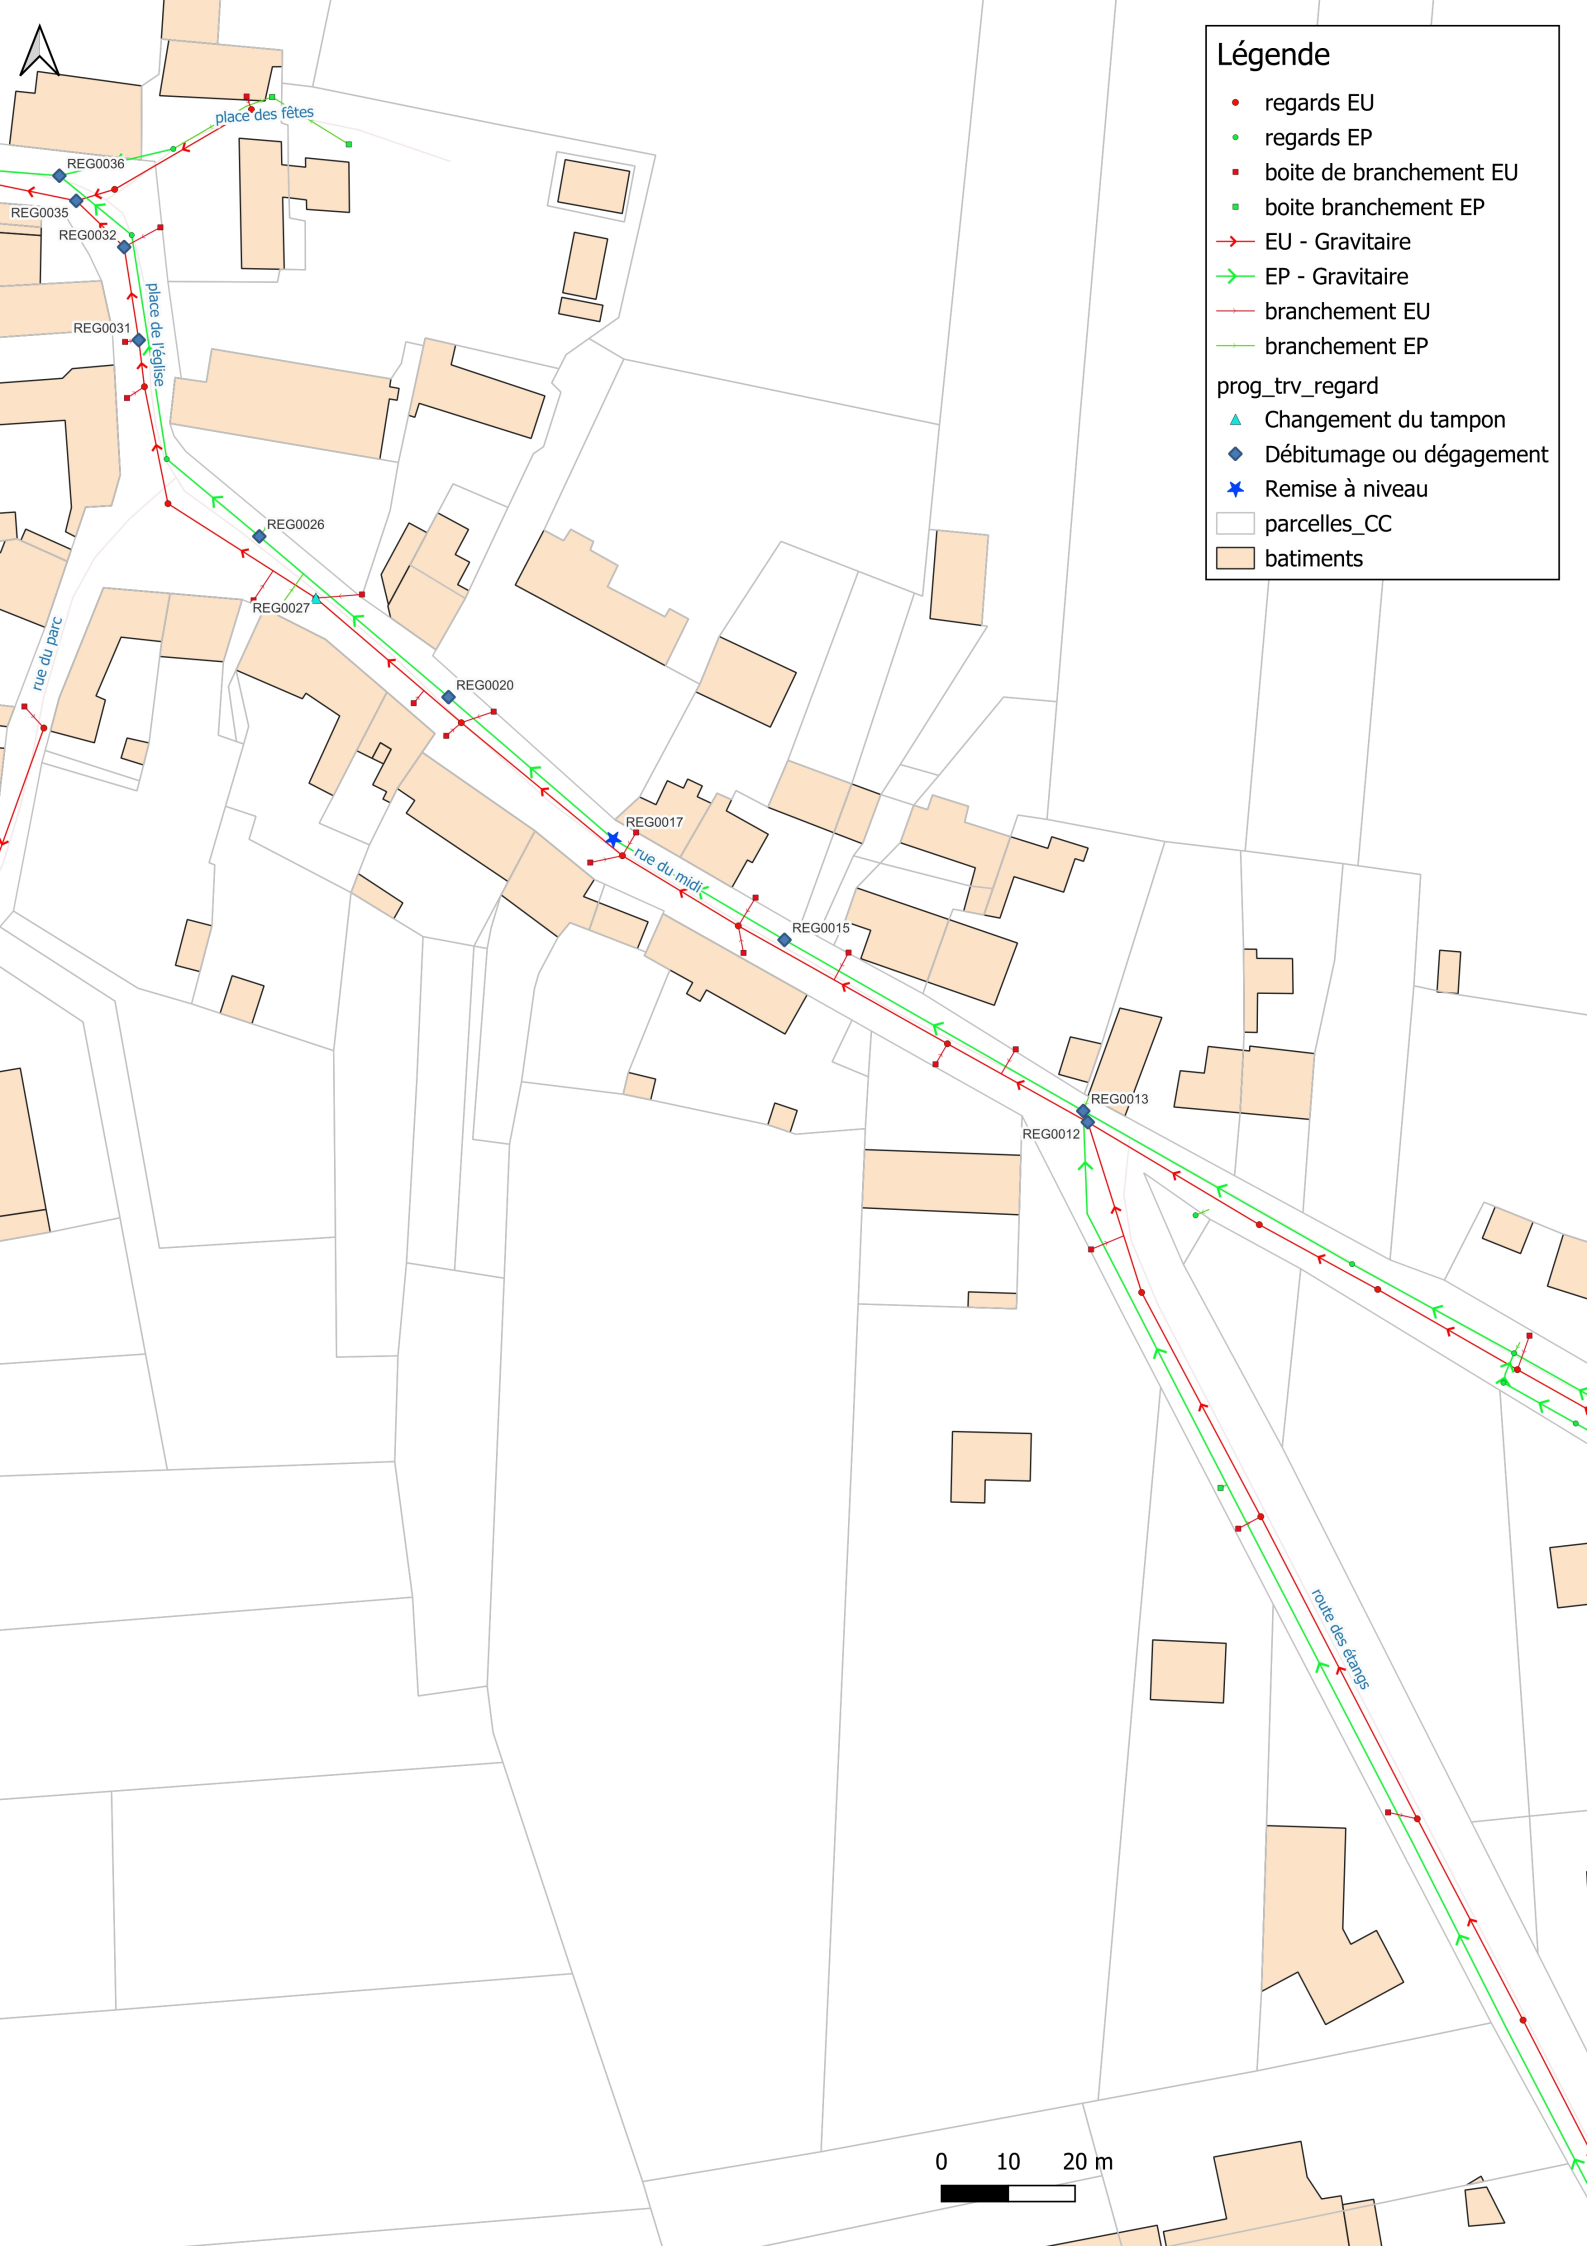 Légende
regards EU
regards EP
boite de branchement EU
boite branchement EP
EU - Gravitaire
EP - Gravitaire
branchement EU
branchement EP
prog_trv_regard
Changement du tampon
Débitumage ou dégagement
Remise à niveau
parcelles_CC
batiments
place des fêtes
REG0036
REG0035
REG0032
place de l'église
REG0031
REG0026
REG0027
rue du parc
REG0020
REG0017
rue du midi
REG0015
REG0013
REG0012
route des étangs
0 10 20 m